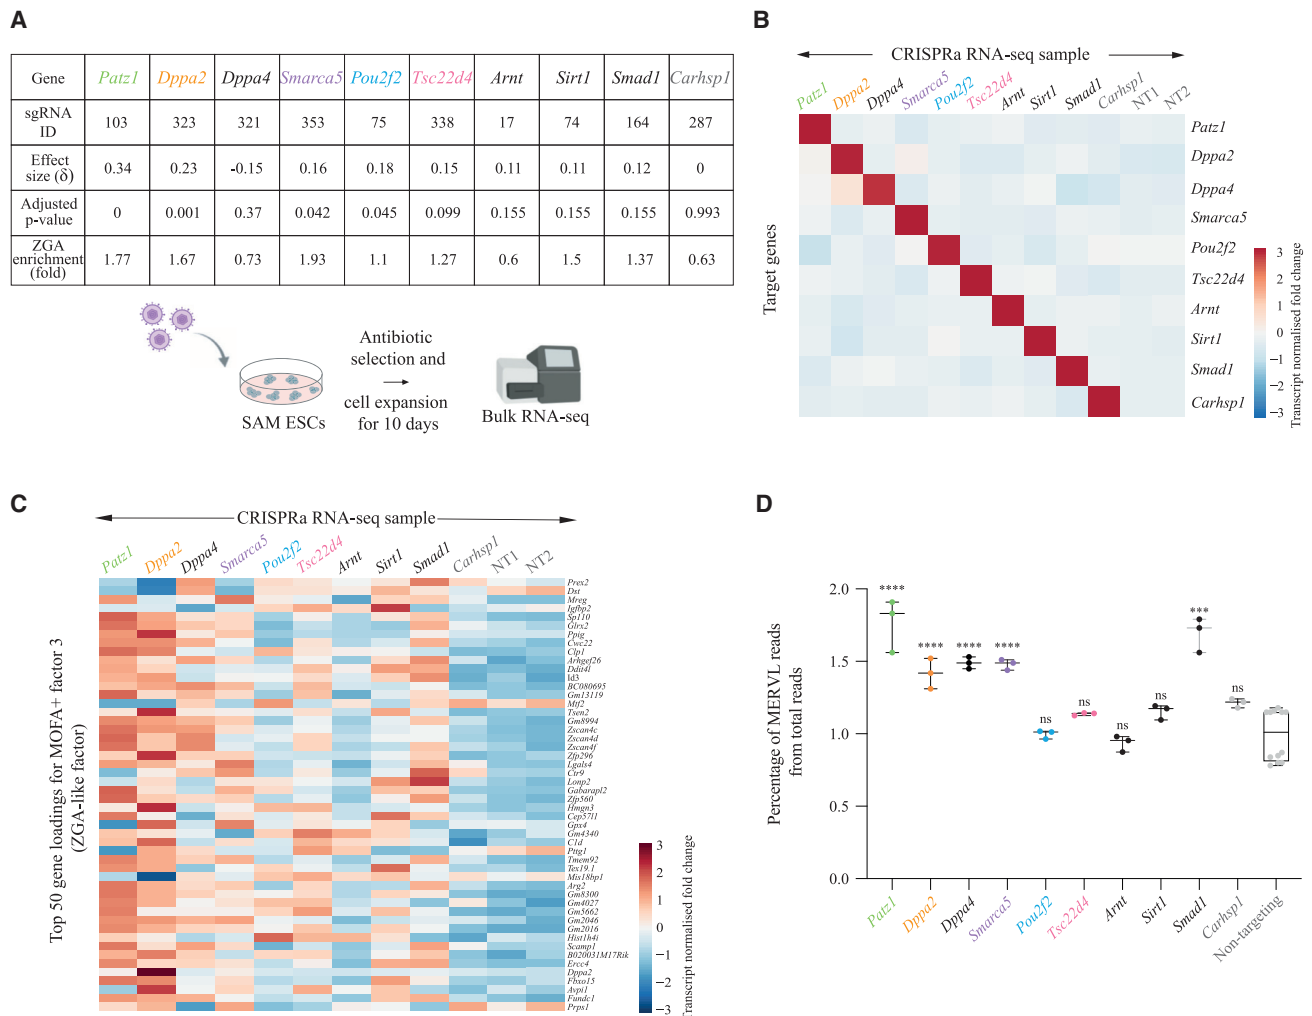 A
Gene Patz1 Dppa2 Dppa4 Smarca5 Pou2f2 Tsc22d4 Arnt Sirt1 Smad1 Carhsp1
sgRNA ID 103 323 321 353 75 338 17 74 164 287
Effect size (δ) 0.34 0.23 -0.15 0.16 0.18 0.15 0.11 0.11 0.12 0
Adjusted p-value 0 0.001 0.37 0.042 0.045 0.099 0.155 0.155 0.155 0.993
ZGA enrichment (fold) 1.77 1.67 0.73 1.93 1.1 1.27 0.6 1.5 1.37 0.63
SAM ESCs
Antibiotic
selection and
cell expansion
for 10 days
Bulk RNA-seq
B
CRISPRa RNA-seq sample
Patz1 Dppa2 Dppa4 Smarca5 Pou2f2 Tsc22d4 Arnt Sirt1 Smad1 Carhsp1 NT1 NT2
Target genes
Patz1
Dppa2
Dppa4
Smarca5
Pou2f2
Tsc22d4
Arnt
Sirt1
Smad1
Carhsp1
3
2
1
0
−1
−2
−3
Transcript normalised fold change
C
CRISPRa RNA-seq sample
Patz1 Dppa2 Dppa4 Smarca5 Pou2f2 Tsc22d4 Arnt Sirt1 Smad1 Carhsp1 NT1 NT2
Top 50 gene loadings for MOFA+ factor 3
(ZGA-like factor)
Prex2
Dst
Mreg
Igfbp2
Sp110
Glrx2
Ppig
Cwc22
Clp1
Arhgef26
Ddit4l
Id3
BC080695
Gm13119
Mtf2
Tsen2
Gm8994
Zscan4c
Zscan4d
Zscan4f
Zfp296
Lgals4
Ctr9
Lonp2
Gabarapl2
Zfp560
Hmgn3
Cep57l1
Gpx4
Gm4340
C1d
Pttg1
Tmem92
Tex19.1
Mis18bp1
Arg2
Gm8300
Gm4027
Gm5662
Gm2046
Gm2016
Hist1h4i
Scamp1
B020031M17Rik
Ercc4
Dppa2
Fbxo15
Avpi1
Fundc1
Prps1
3
2
1
0
−1
−2
−3
Transcript normalised fold change
D
Percentage of MERVL reads
from total reads
2.0
1.5
1.0
0.5
0.0
**** **** **** **** ns ns ns ns *** ns
Patz1 Dppa2 Dppa4 Smarca5 Pou2f2 Tsc22d4 Arnt Sirt1 Smad1 Carhsp1 Non-targeting